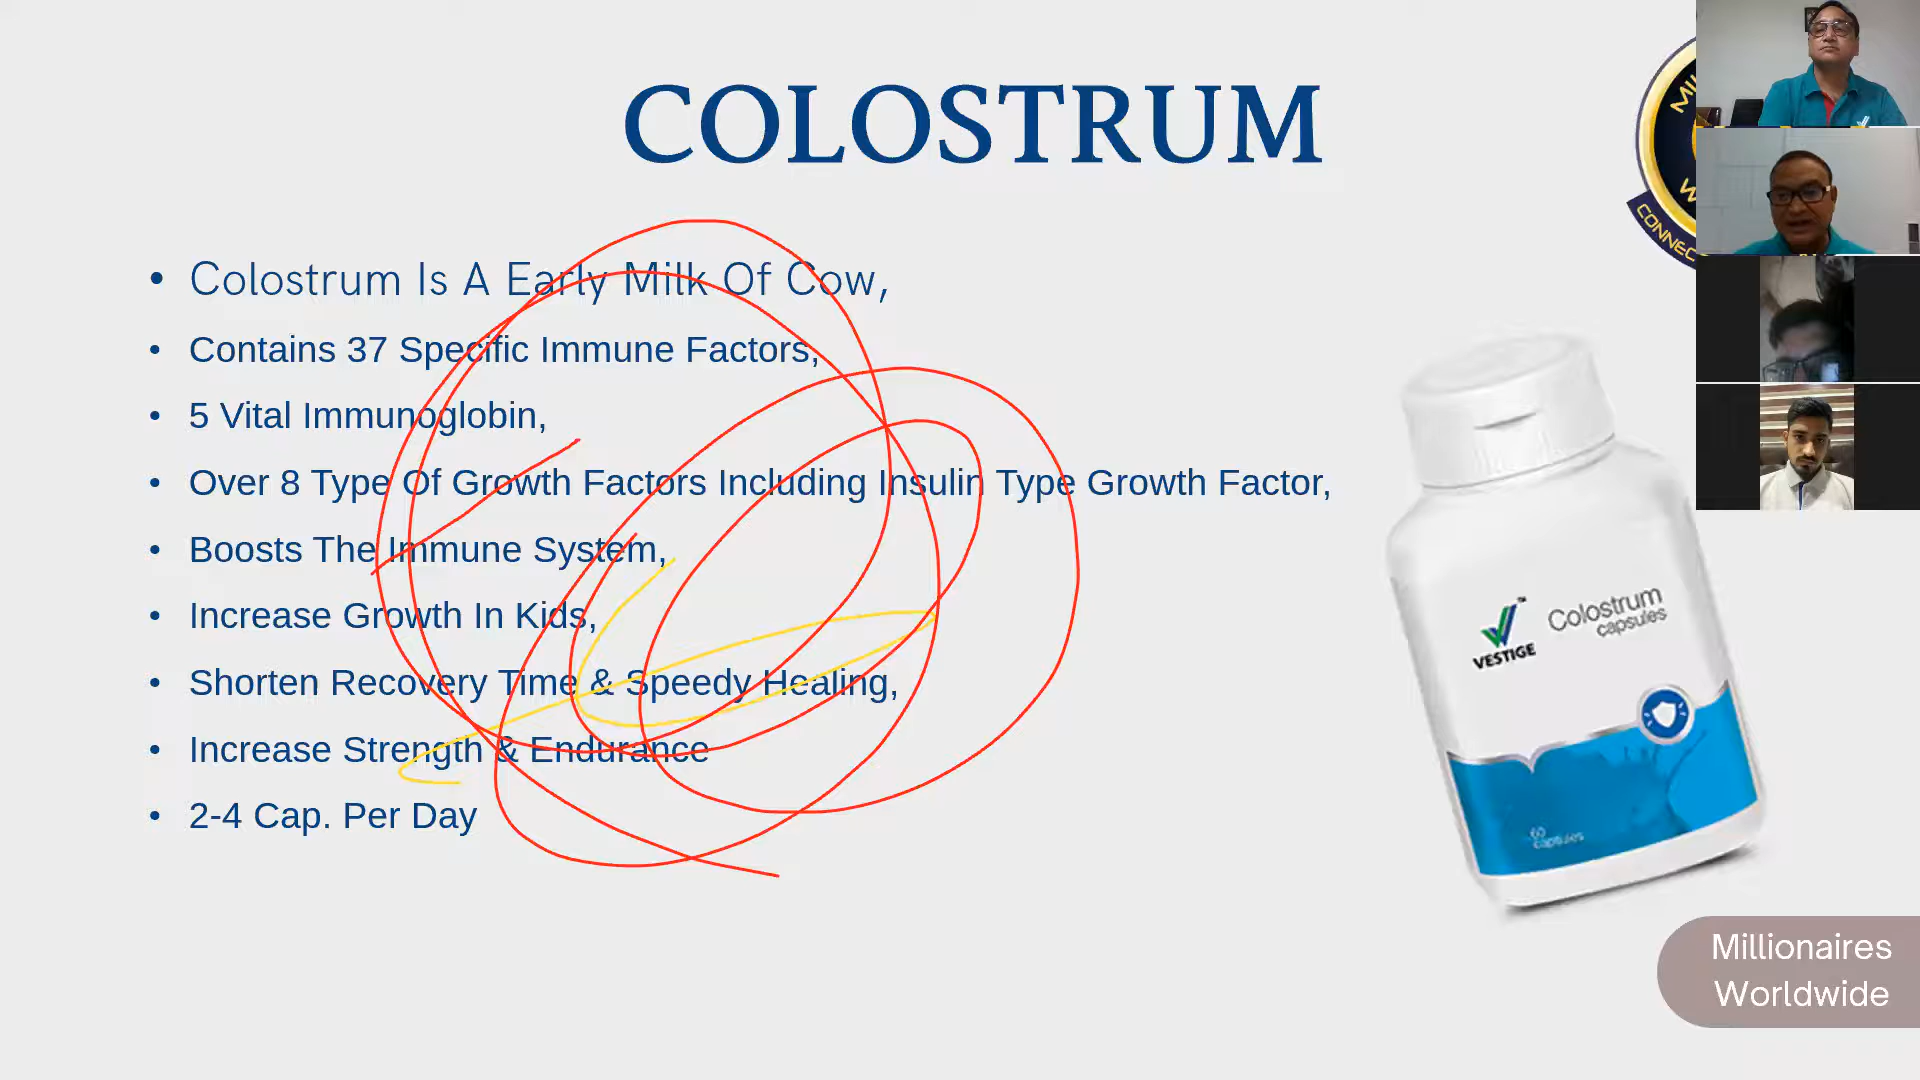 COLOSTRUM
• Colostrum Is A Early Milk Of Cow,
• Contains 37 Specific Immune Factors,
• 5 Vital Immunoglobin,
• Over 8 Type Of Growth Factors Including Insulin Type Growth Factor,
• Boosts The Immune System,
• Increase Growth In Kids,
• Shorten Recovery Time & Speedy Healing,
• Increase Strength & Endurance
• 2-4 Cap. Per Day
VESTIGE
Colostrum
capsules
60
capsules
Millionaires
Worldwide